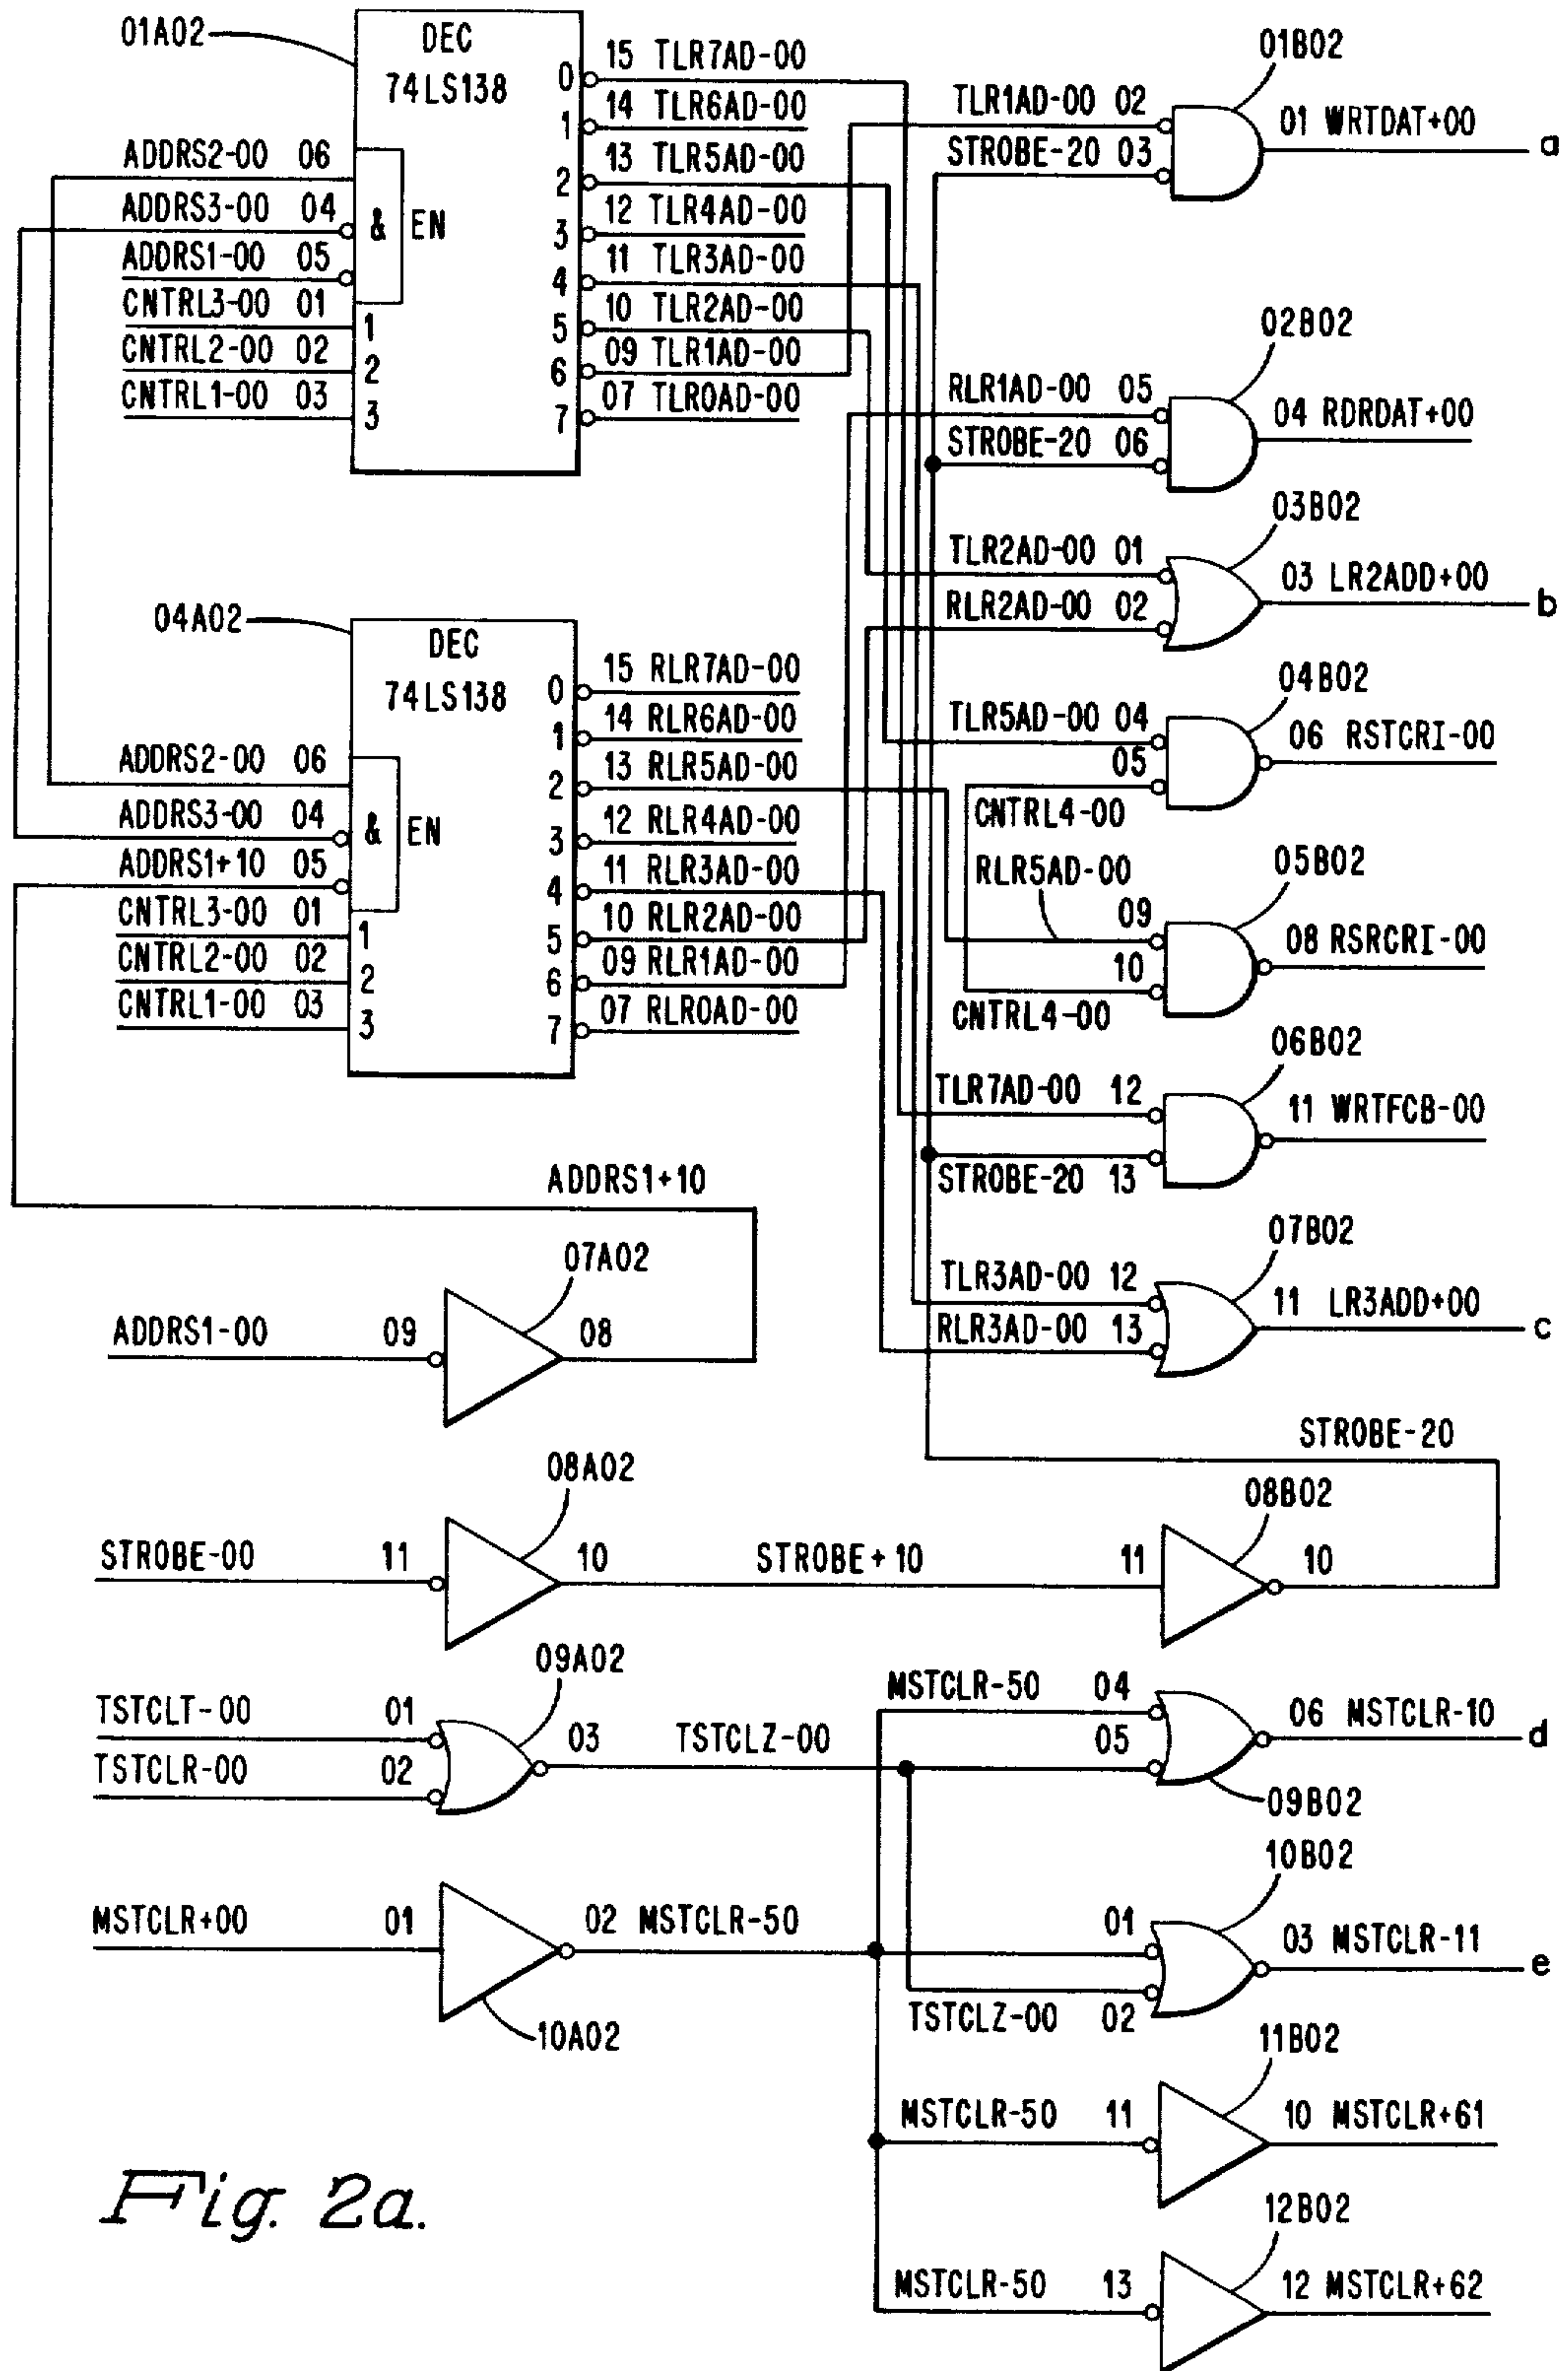 01A02
DEC
74LS138
ADDRS2-00 06
ADDRS3-00 04
ADDRS1-00 05
CNTRL3-00 01
CNTRL2-00 02
CNTRL1-00 03
& EN
1
2
3
0 15 TLR7AD-00
1 14 TLR6AD-00
2 13 TLR5AD-00
3 12 TLR4AD-00
4 11 TLR3AD-00
5 10 TLR2AD-00
6 09 TLR1AD-00
7 07 TLR0AD-00
01B02
TLR1AD-00 02
STROBE-20 03
01 WRTDAT+00 a
02B02
RLR1AD-00 05
STROBE-20 06
04 RDRDAT+00
03B02
TLR2AD-00 01
RLR2AD-00 02
03 LR2ADD+00 b
04A02
DEC
74LS138
ADDRS2-00 06
ADDRS3-00 04
ADDRS1+10 05
CNTRL3-00 01
CNTRL2-00 02
CNTRL1-00 03
& EN
1
2
3
0 15 RLR7AD-00
1 14 RLR6AD-00
2 13 RLR5AD-00
3 12 RLR4AD-00
4 11 RLR3AD-00
5 10 RLR2AD-00
6 09 RLR1AD-00
7 07 RLR0AD-00
04B02
TLR5AD-00 04
05
CNTRL4-00
06 RSTCRI-00
RLR5AD-00
05B02
09
10
CNTRL4-00
08 RSRCRI-00
06B02
TLR7AD-00 12
STROBE-20 13
11 WRTFCB-00
ADDRS1+10
07B02
TLR3AD-00 12
RLR3AD-00 13
11 LR3ADD+00 c
07A02
ADDRS1-00 09
08
STROBE-20
08A02
STROBE-00 11
10 STROBE+10 11
08B02
10
09A02
TSTCLT-00 01
TSTCLR-00 02
03 TSTCLZ-00
MSTCLR-50 04
05
06 MSTCLR-10 d
09B02
10B02
MSTCLR+00 01
02 MSTCLR-50
10A02
01
TSTCLZ-00 02
03 MSTCLR-11 e
11B02
MSTCLR-50 11
10 MSTCLR+61
12B02
MSTCLR-50 13
12 MSTCLR+62
Fig. 2a.